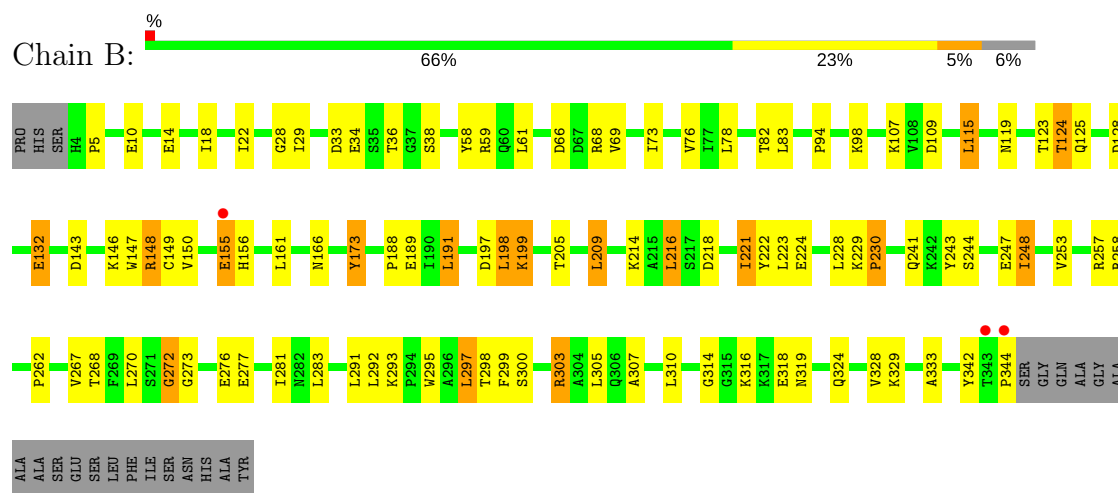 %
Chain B:
66% 23% 5% 6%
PRO HIS SER H4 P5 E10 E14 I18 I22 G28 I29 D33 E34 S35 T36 G37 S38 Y58 R59 Q60 L61 D66 D67 R68 V69 I73 V76 I77 L78 T82 L83 P94 K98 K107 V108 D109 L115 N119 T123 T124 Q125 D128
E132 D143 K146 W147 R148 C149 V150 E155 H156 L161 N166 Y173 P188 E189 I190 L191 D197 L198 K199 T205 L209 K214 A215 L216 S217 D218 I221 Y222 L223 E224 L228 K229 P230 Q241 K242 Y243 S244 E247 I248 V253 R257 P258
P262 V267 T268 F269 L270 S271 G272 G273 E276 E277 I281 N282 L283 L291 L292 K293 P294 W295 A296 L297 T298 F299 S300 R303 A304 L305 Q306 A307 L310 G314 G315 K316 K317 E318 N319 Q324 V328 K329 A333 Y342 T343 P344 SER GLY GLN ALA GLY ALA
ALA ALA SER GLU SER LEU PHE ILE SER ASN HIS ALA TYR